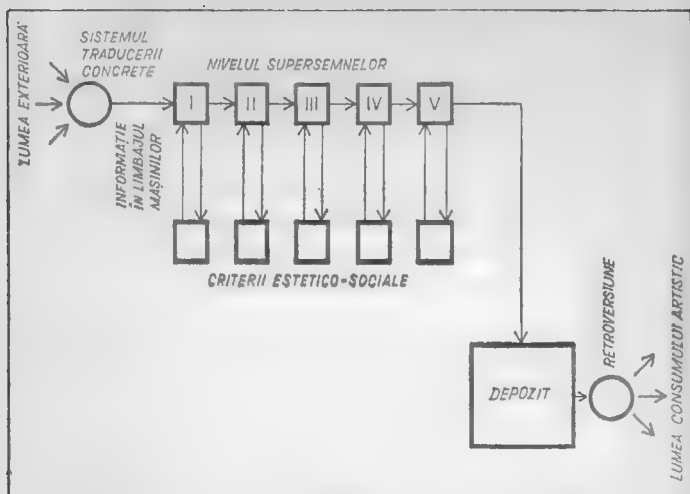 LUMEA EXTERIOARĂ
SISTEMUL
TRADUCERII
CONCRETE
NIVELUL SUPERSEMNELOR
I II III IV V
INFORMAȚIE
ÎN LIMBAJUL
MAȘINILOR
CRITERII ESTETICO-SOCIALE
DEPOZIT
RETROVERSIUNE
LUMEA CONSUMULUI ARTISTIC